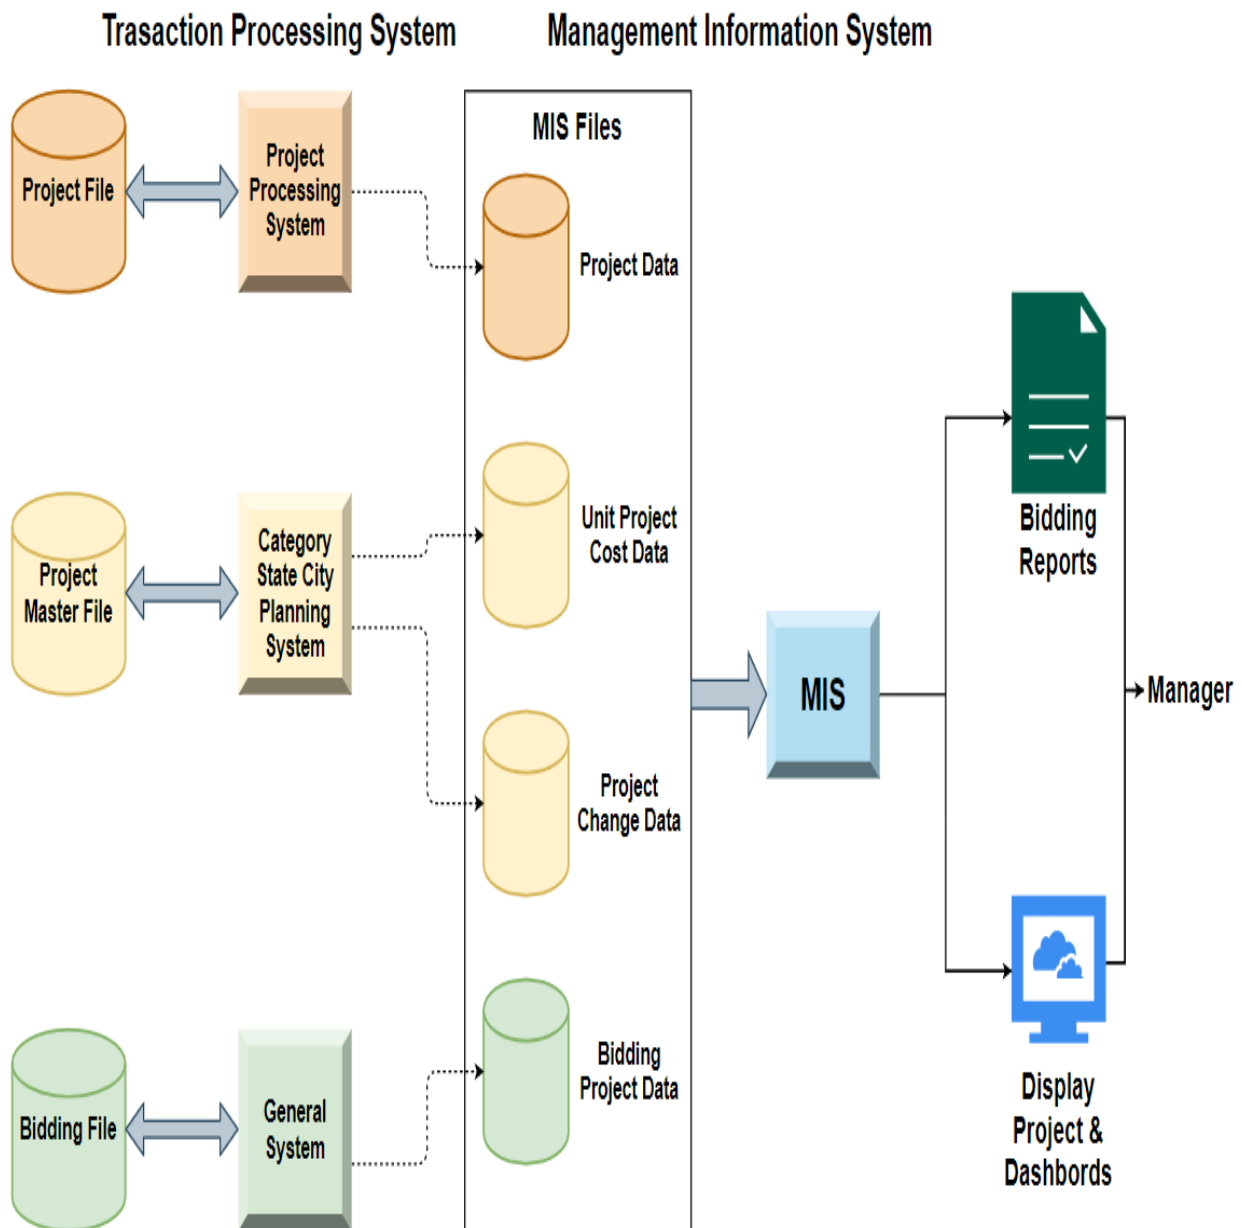 Trasaction Processing System
Management Information System
MIS Files
Project File
Project
Processing
System
Project Data
Project
Master File
Category
State City
Planning
System
Unit Project
Cost Data
Project
Change Data
MIS
Bidding
Reports
Manager
Display
Project &
Dashbords
Bidding File
General
System
Bidding
Project Data